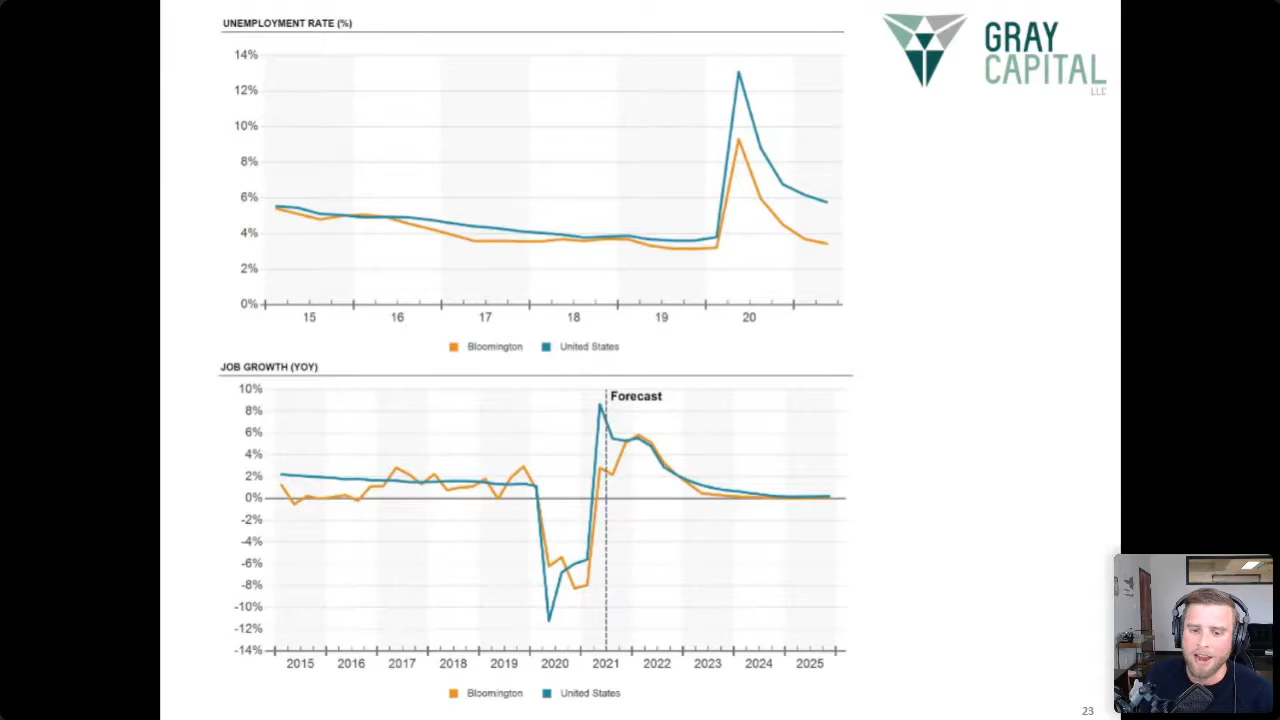 UNEMPLOYMENT RATE (%)
GRAY
CAPITAL
LLC
14%
12%
10%
8%
6%
4%
2%
0%
15 16 17 18 19 20
Bloomington United States
JOB GROWTH (YOY)
10%
Forecast
8%
6%
4%
2%
0%
-2%
-4%
-6%
-8%
-10%
-12%
-14%
2015 2016 2017 2018 2019 2020 2021 2022 2023 2024 2025
Bloomington United States
23